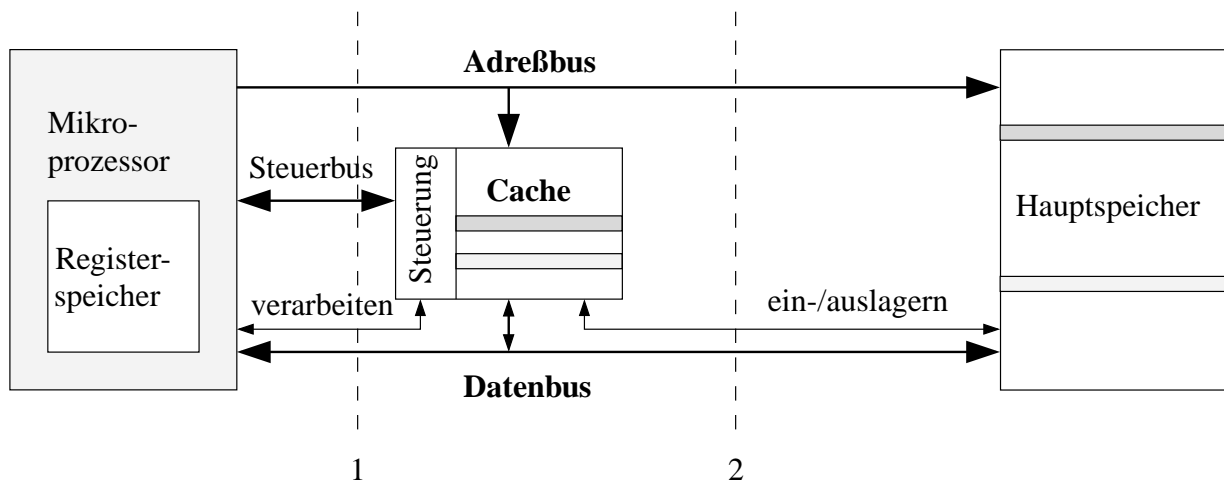 Adreßbus
Mikro-
prozessor
Steuerbus
Steuerung
Cache
Hauptspeicher
Register-
speicher
verarbeiten
ein-/auslagern
Datenbus
1
2